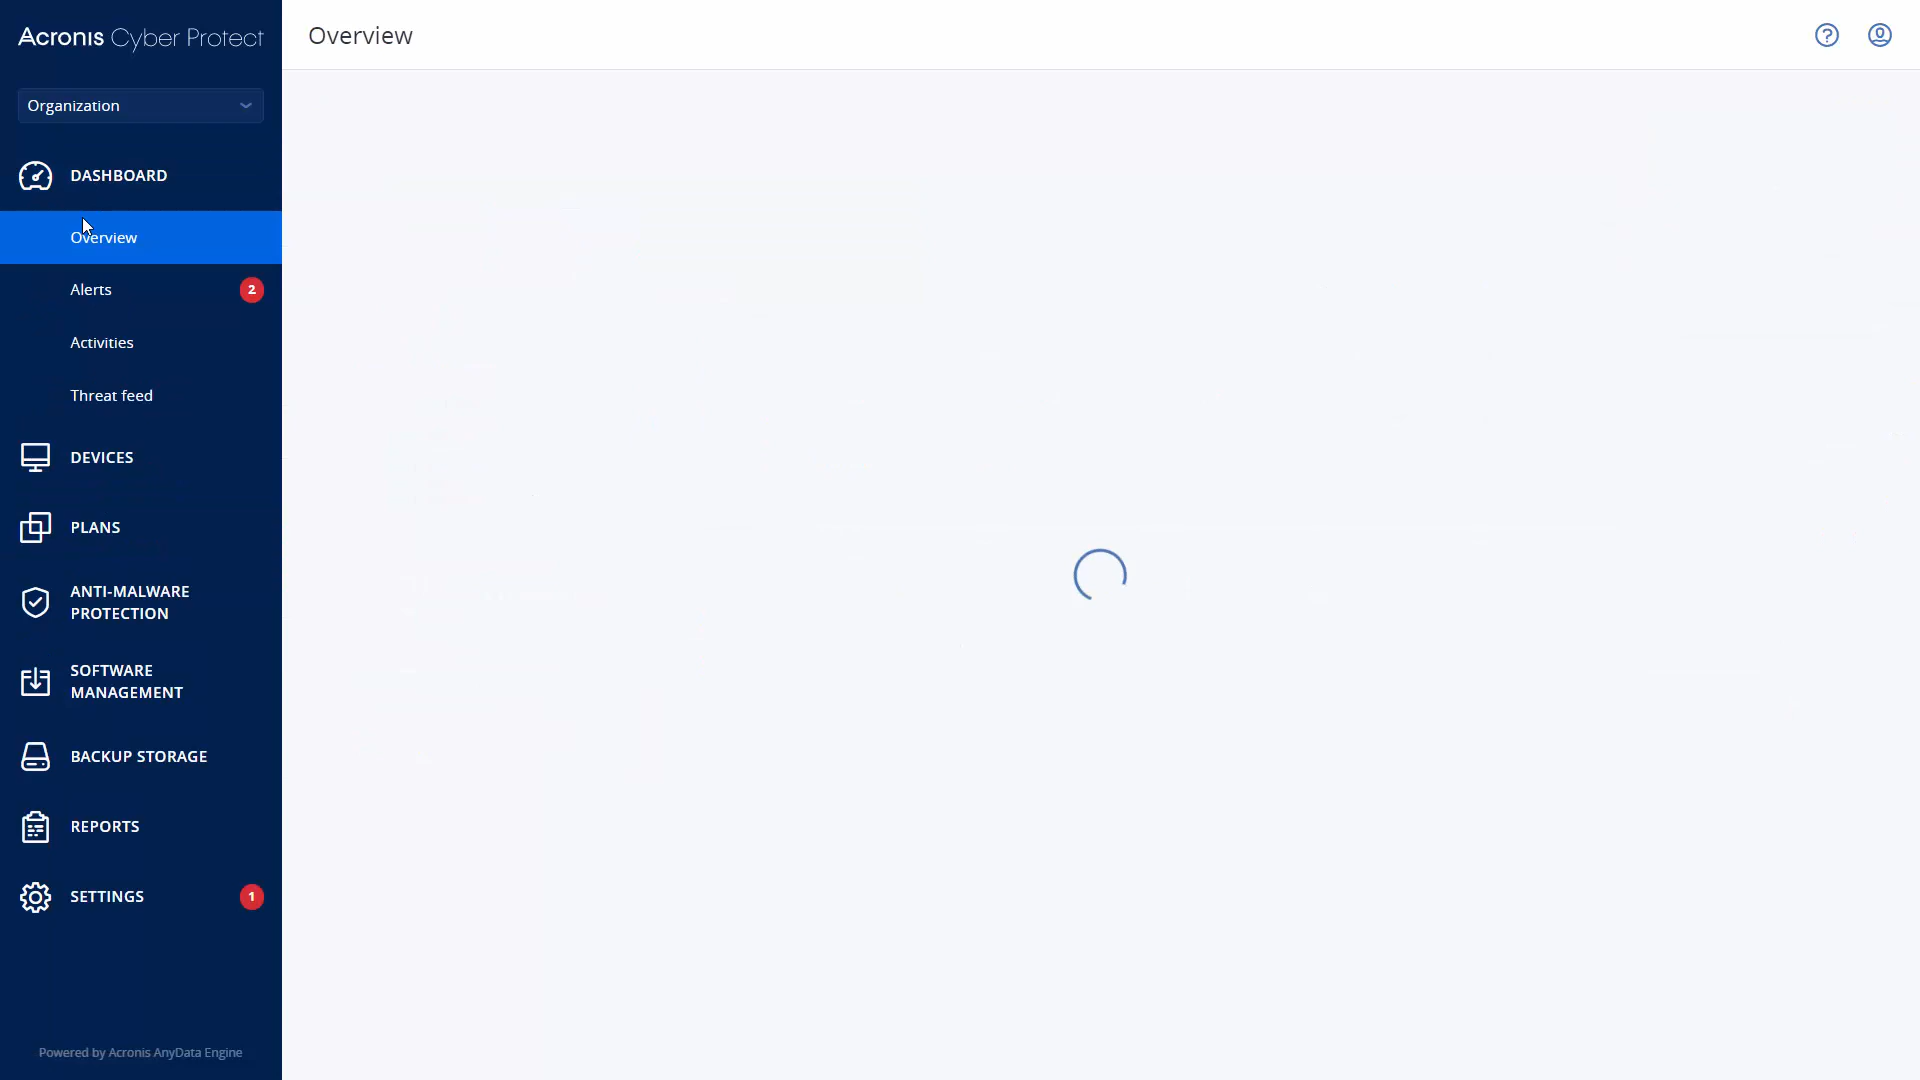 Acronis Cyber Protect
Overview
Organization
DASHBOARD
Overview
Alerts
2
Activities
Threat feed
DEVICES
PLANS
ANTI-MALWARE
PROTECTION
SOFTWARE
MANAGEMENT
BACKUP STORAGE
REPORTS
SETTINGS
1
Powered by Acronis AnyData Engine